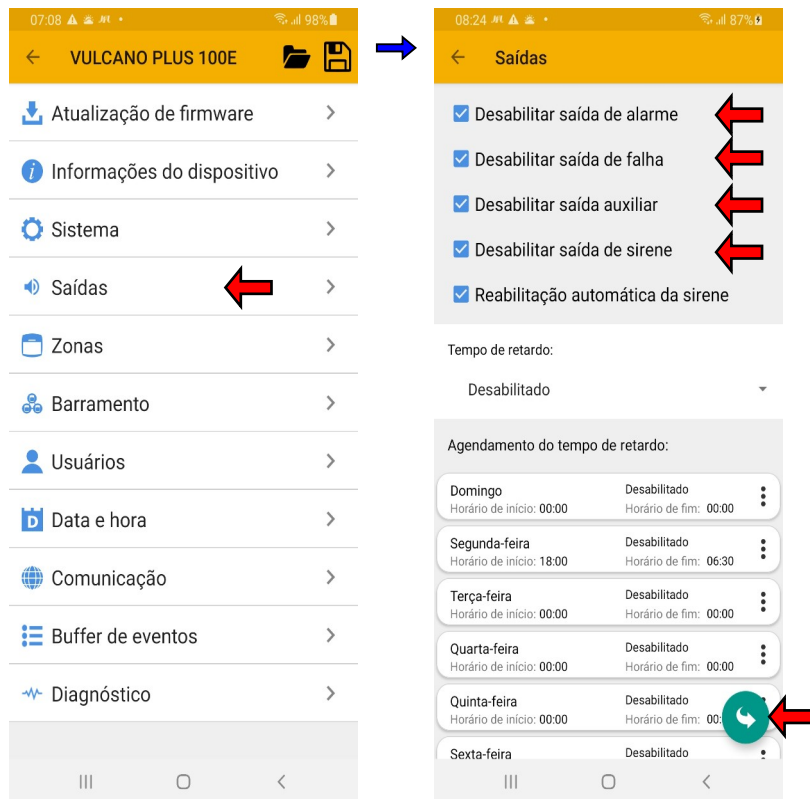 07:08
98%
VULCANO PLUS 100E
Atualização de firmware
Informações do dispositivo
Sistema
Saídas
Zonas
Barramento
Usuários
Data e hora
Comunicação
Buffer de eventos
Diagnóstico
08:24
87%
Saídas
Desabilitar saída de alarme
Desabilitar saída de falha
Desabilitar saída auxiliar
Desabilitar saída de sirene
Reabilitação automática da sirene
Tempo de retardo:
Desabilitado
Agendamento do tempo de retardo:
Domingo Desabilitado
Horário de início: 00:00 Horário de fim: 00:00
Segunda-feira Desabilitado
Horário de início: 18:00 Horário de fim: 06:30
Terça-feira Desabilitado
Horário de início: 00:00 Horário de fim: 00:00
Quarta-feira Desabilitado
Horário de início: 00:00 Horário de fim: 00:00
Quinta-feira Desabilitado
Horário de início: 00:00 Horário de fim: 00:
Sexta-feira Desabilitado